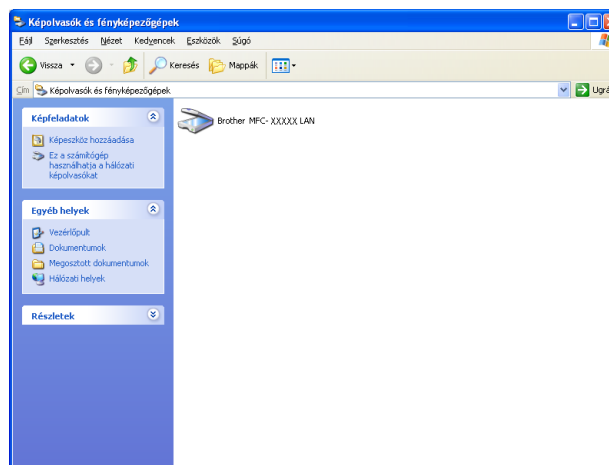 Képolvasók és fényképezőgépek
Fájl Szerkesztés Nézet Kedvencek Eszközök Súgó
Vissza Keresés Mappák
Cím Képolvasók és fényképezőgépek Ugrá
Képfeladatok
Képeszköz hozzáadása
Ez a számítógép
használhatja a hálózati
képolvasókat
Egyéb helyek
Vezérlőpult
Dokumentumok
Megosztott dokumentumok
Hálózati helyek
Részletek
Brother MFC- XXXXX LAN